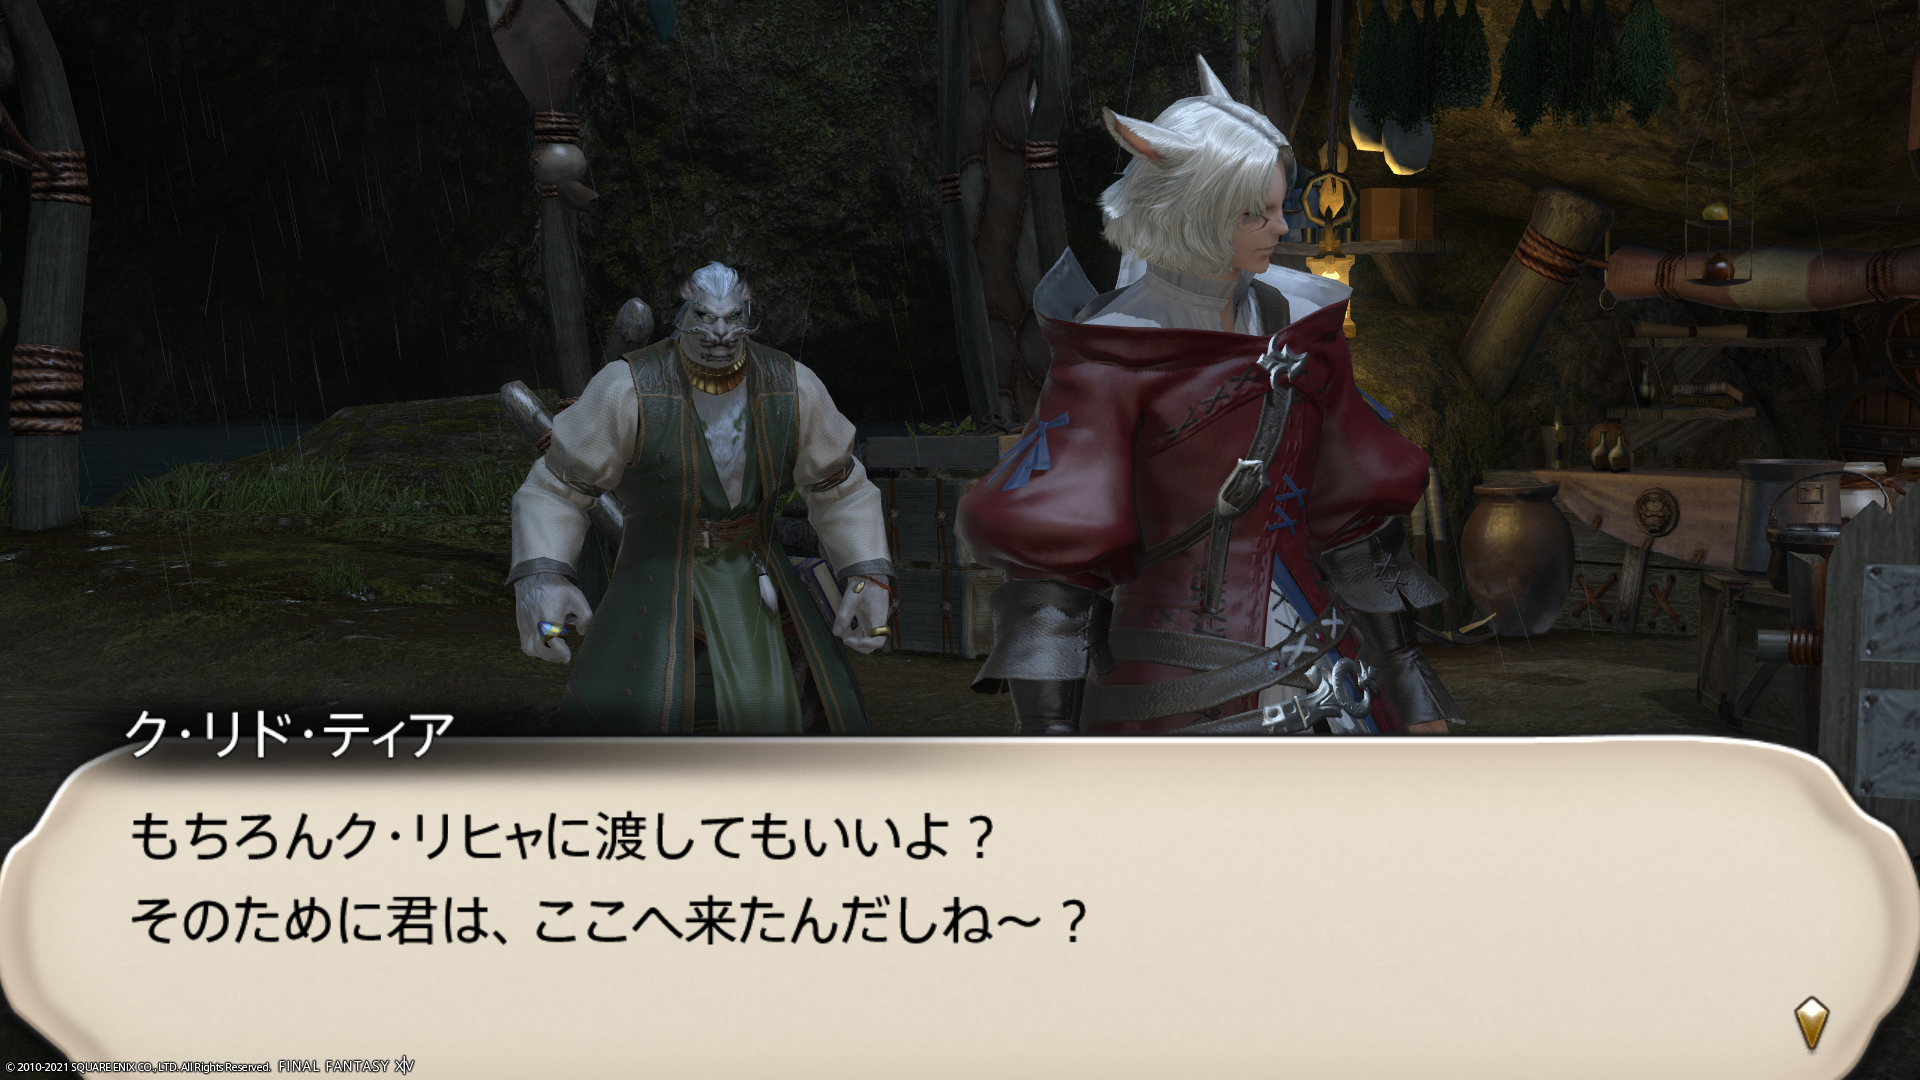 ク・リド・ティア
もちろんク・リヒャに渡してもいいよ？
そのために君は、ここへ来たんだしね～？
© 2010-2021 SQUARE ENIX CO., LTD. All Rights Reserved. FINAL FANTASY XIV